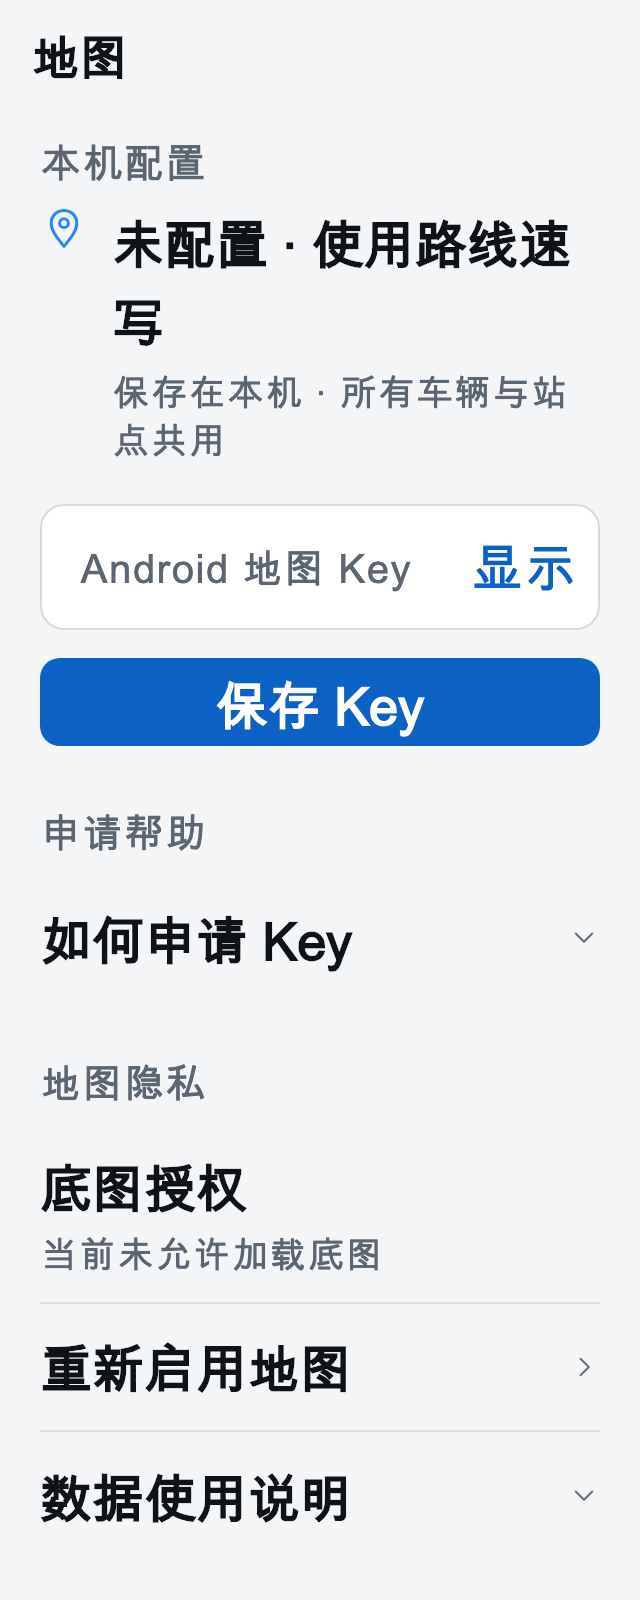 地图
本机配置
未配置 · 使用路线速
写
保存在本机 · 所有车辆与站
点共用
Android 地图 Key 显示
保存 Key
申请帮助
如何申请 Key
地图隐私
底图授权
当前未允许加载底图
重新启用地图
数据使用说明